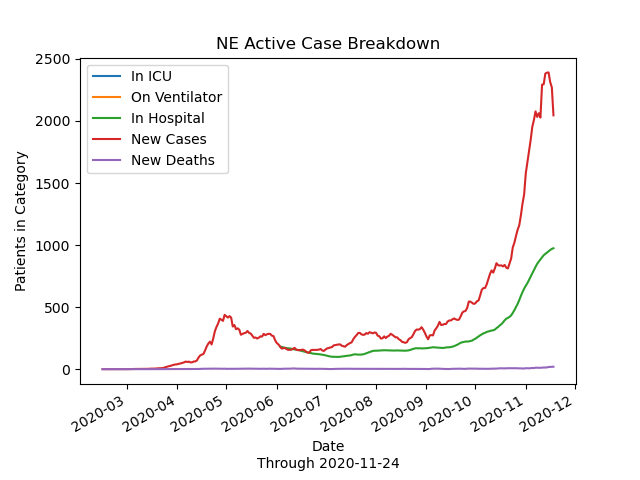 NE Active Case Breakdown
2500
2000
1500
1000
500
0
Patients in Category
In ICU
On Ventilator
In Hospital
New Cases
New Deaths
2020-03
2020-04
2020-05
2020-06
2020-07
2020-08
2020-09
2020-10
2020-11
2020-12
Date
Through 2020-11-24